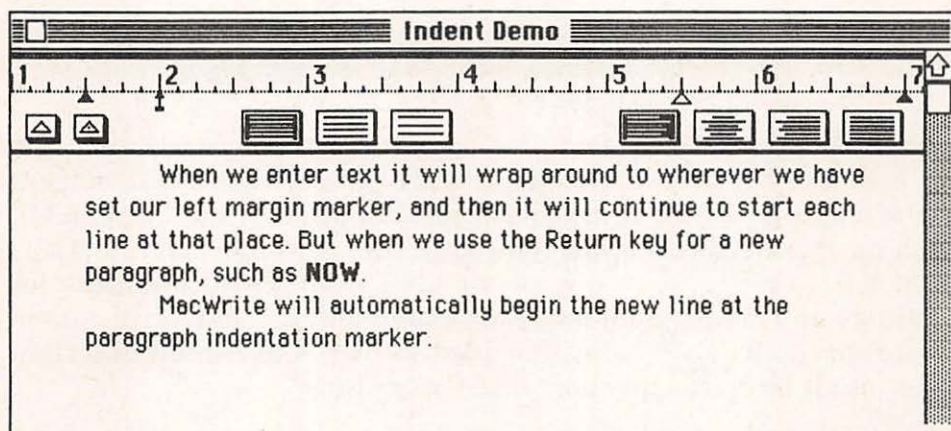 Indent Demo
1 2 3 4 5 6 7
When we enter text it will wrap around to wherever we have
set our left margin marker, and then it will continue to start each
line at that place. But when we use the Return key for a new
paragraph, such as NOW.
MacWrite will automatically begin the new line at the
paragraph indentation marker.